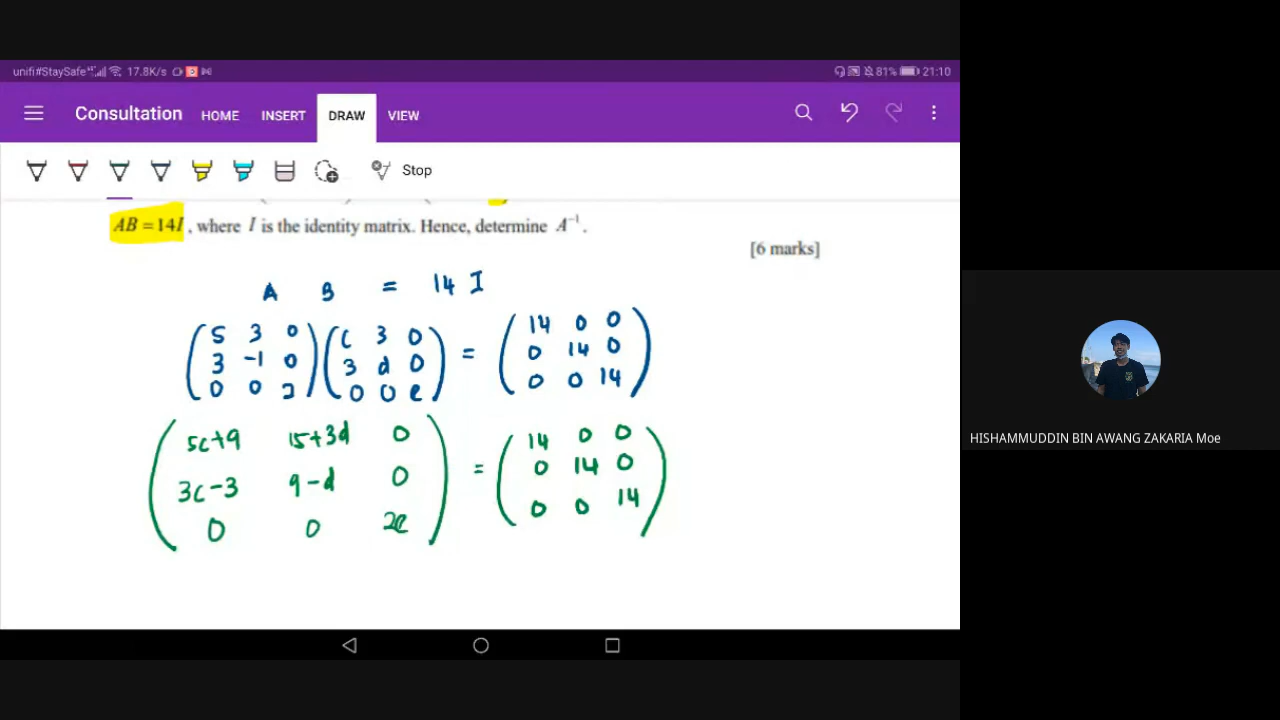 unifi#StaySafe 17.8K/s 81% 21:10
Consultation HOME INSERT DRAW VIEW
Stop
AB = 14I , where I is the identity matrix. Hence, determine A⁻¹ .
[6 marks]
A B = 14 I
(5 3 0) (c 3 0) = (14 0 0)
(3 -1 0) (3 d 0) (0 14 0)
(0 0 2) (0 0 e) (0 0 14)
(5c+9 15+3d 0) = (14 0 0)
(3c-3 9-d 0) (0 14 0)
(0 0 2e) (0 0 14)
HISHAMMUDDIN BIN AWANG ZAKARIA Moe